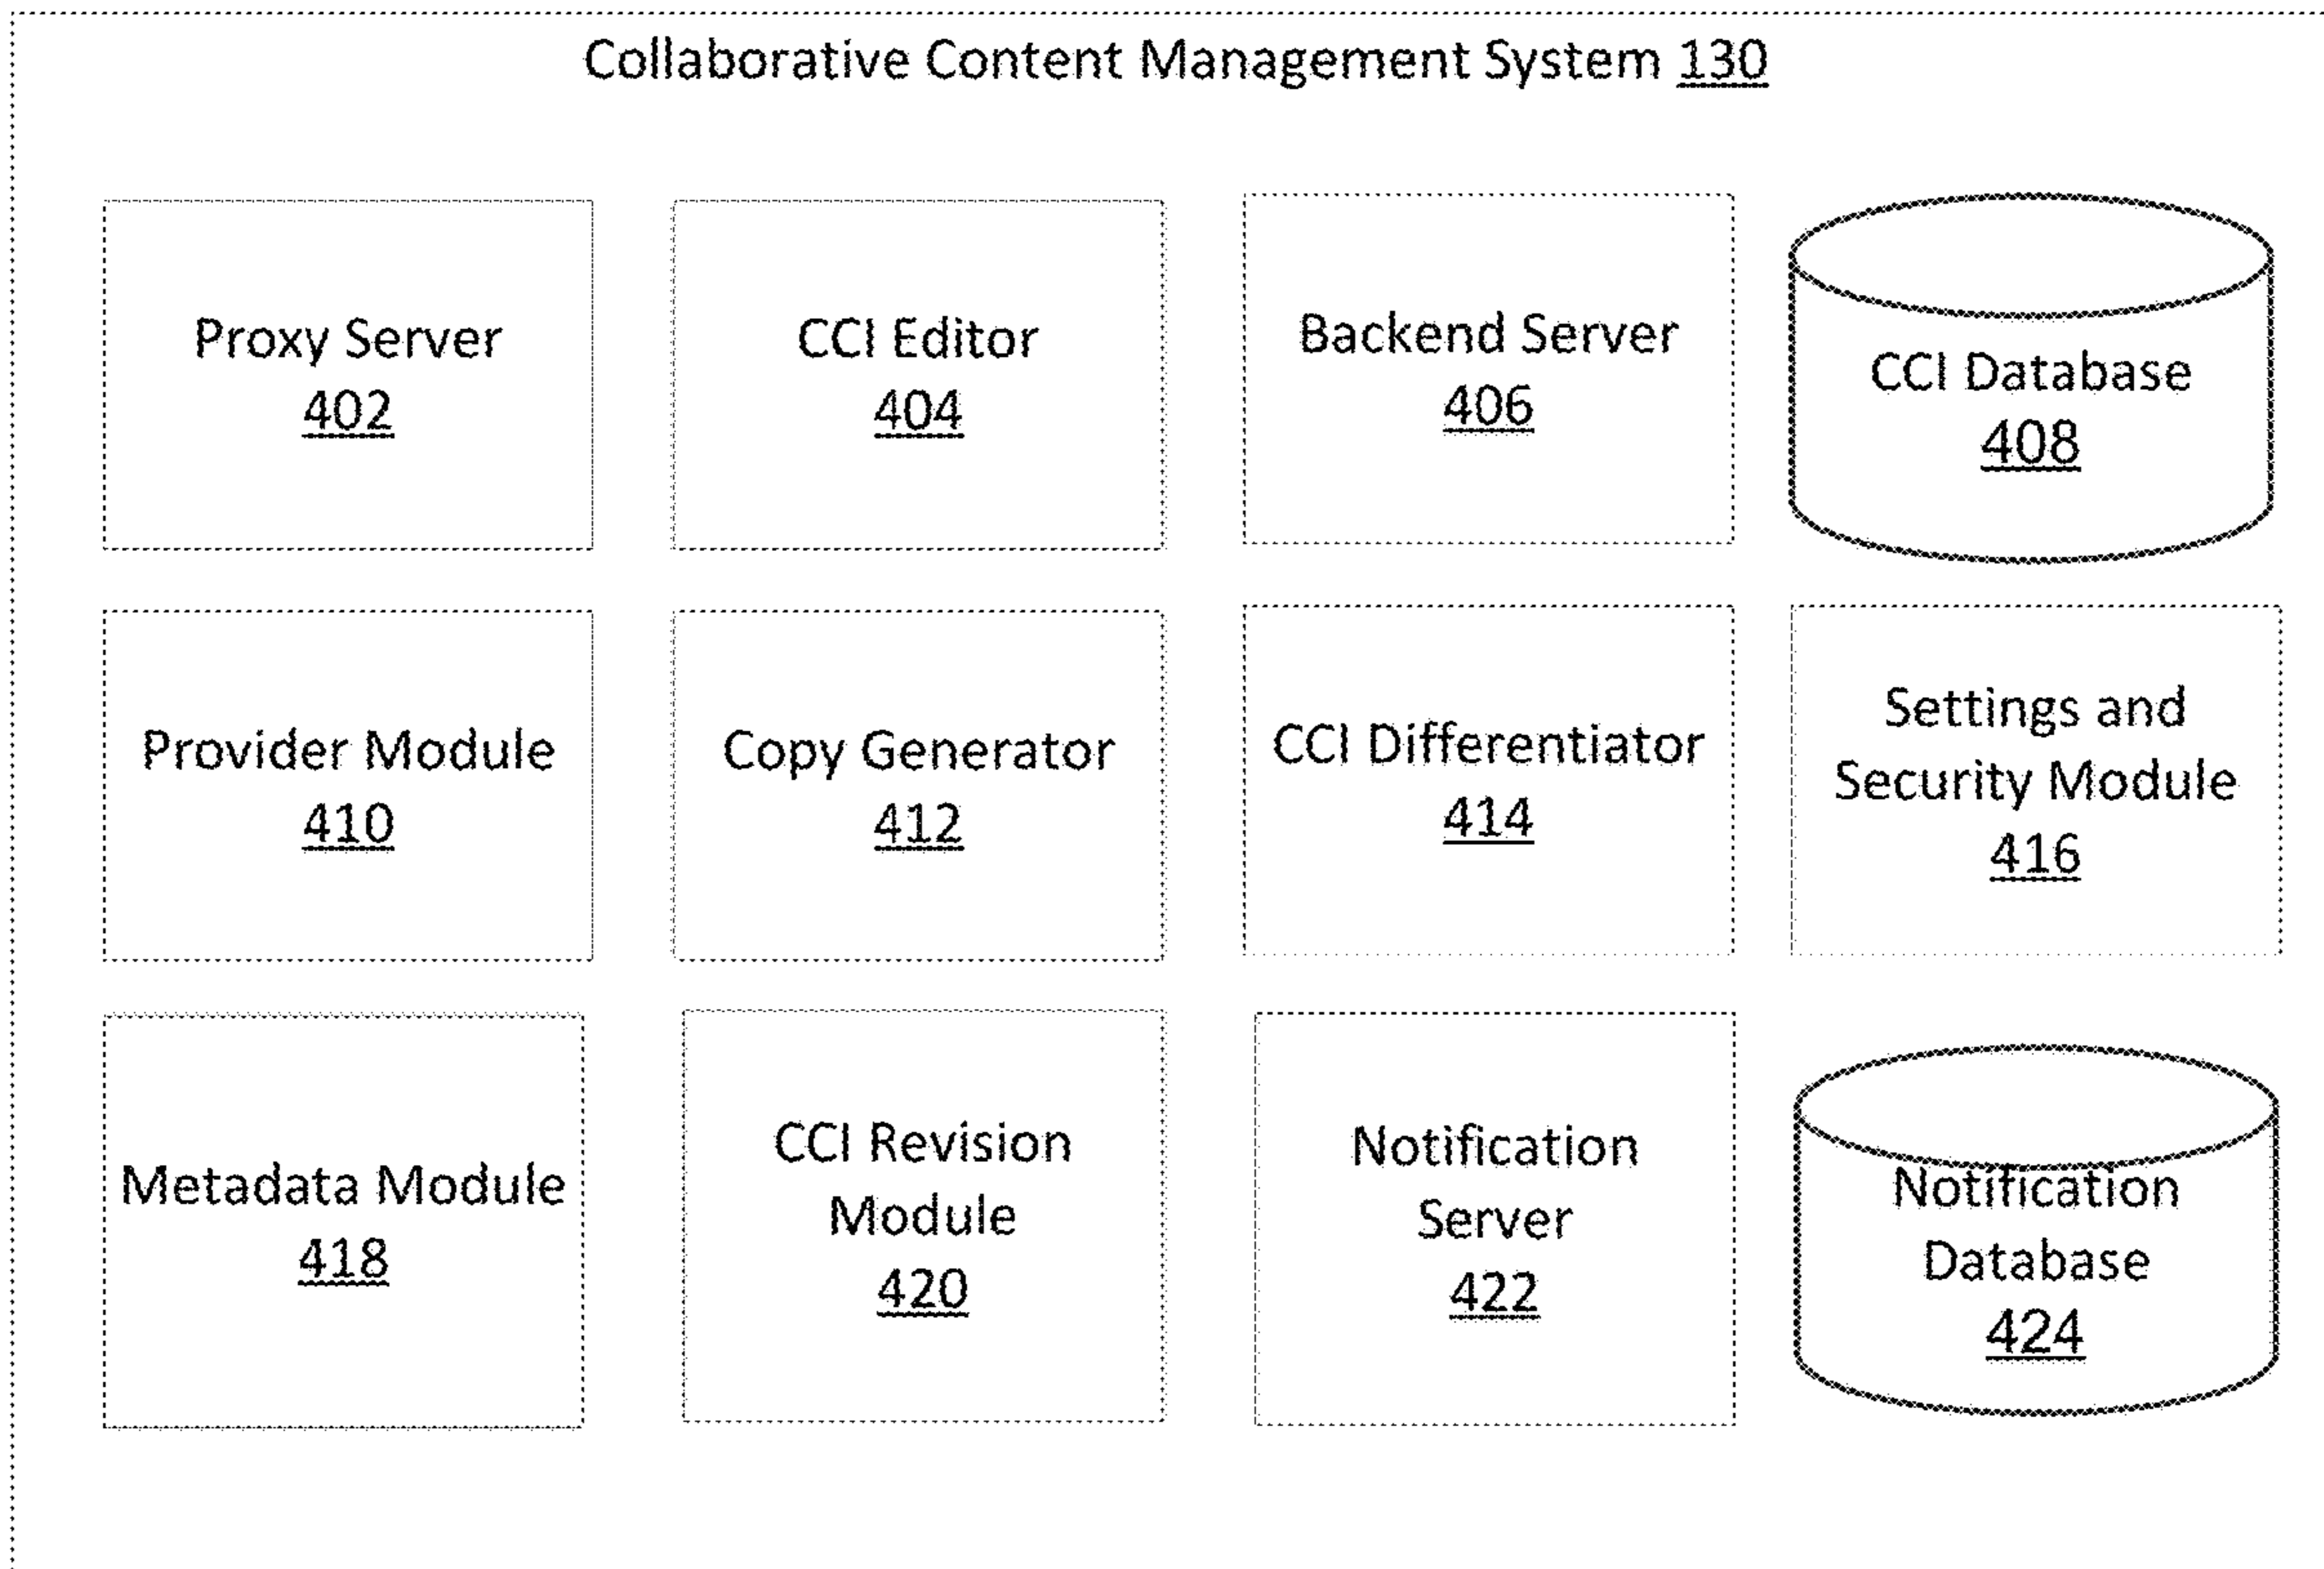 Collaborative Content Management System 130
Proxy Server
402
CCI Editor
404
Backend Server
406
CCI Database
408
Provider Module
410
Copy Generator
412
CCI Differentiator
414
Settings and
Security Module
416
Metadata Module
418
CCI Revision
Module
420
Notification
Server
422
Notification
Database
424